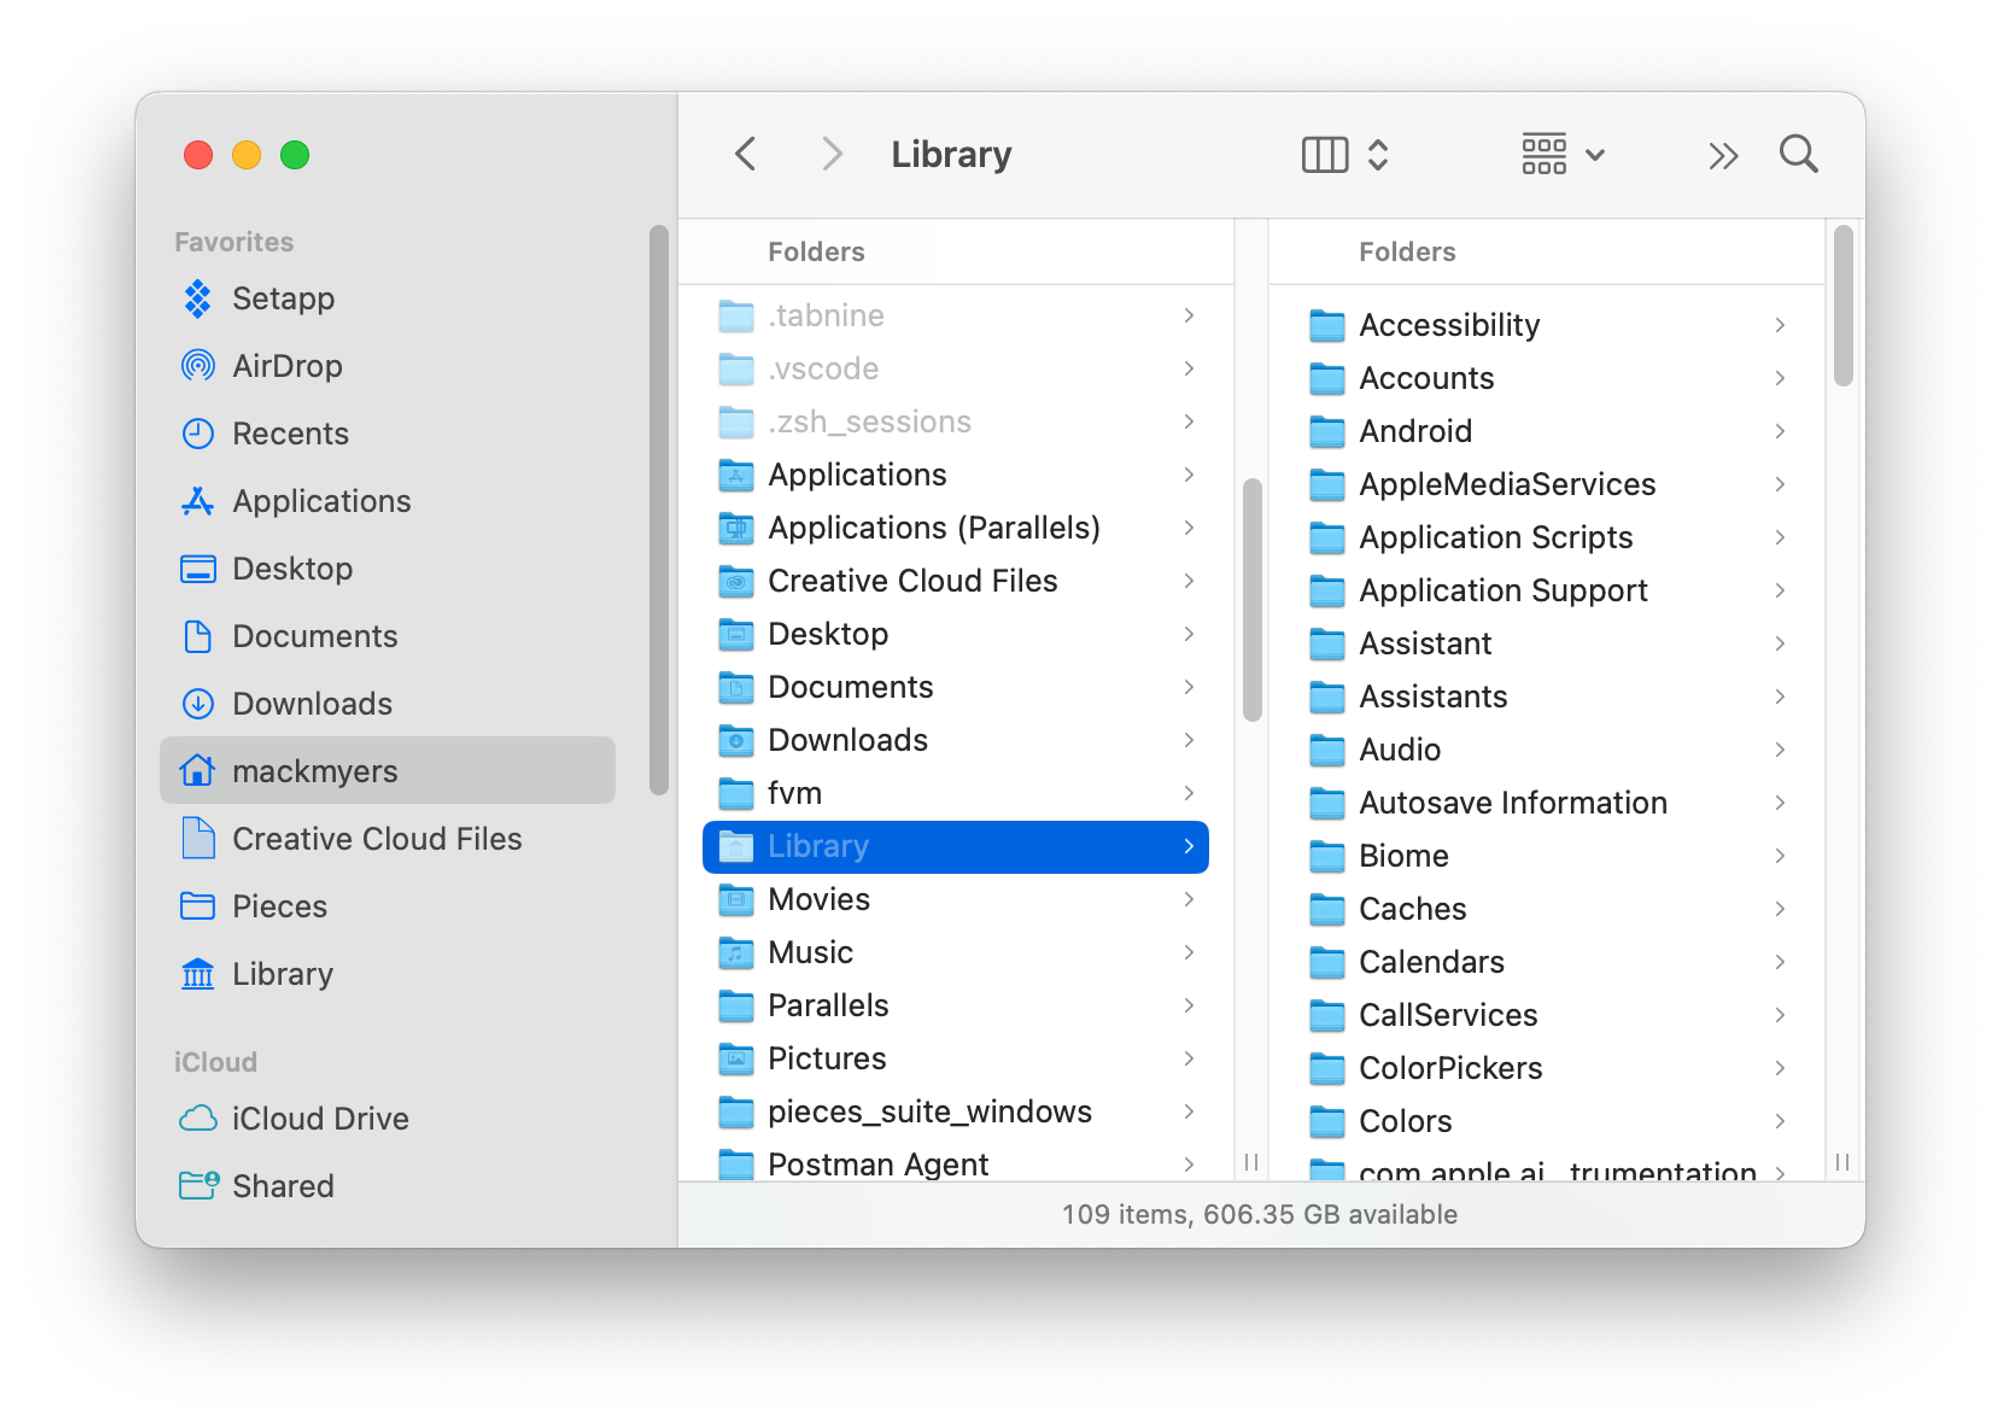 Library
Favorites
Setapp
AirDrop
Recents
Applications
Desktop
Documents
Downloads
mackmyers
Creative Cloud Files
Pieces
Library
iCloud
iCloud Drive
Shared
Folders
.tabnine
.vscode
.zsh_sessions
Applications
Applications (Parallels)
Creative Cloud Files
Desktop
Documents
Downloads
fvm
Library
Movies
Music
Parallels
Pictures
pieces_suite_windows
Postman Agent
Folders
Accessibility
Accounts
Android
AppleMediaServices
Application Scripts
Application Support
Assistant
Assistants
Audio
Autosave Information
Biome
Caches
Calendars
CallServices
ColorPickers
Colors
com.apple.ai...trumentation
109 items, 606.35 GB available